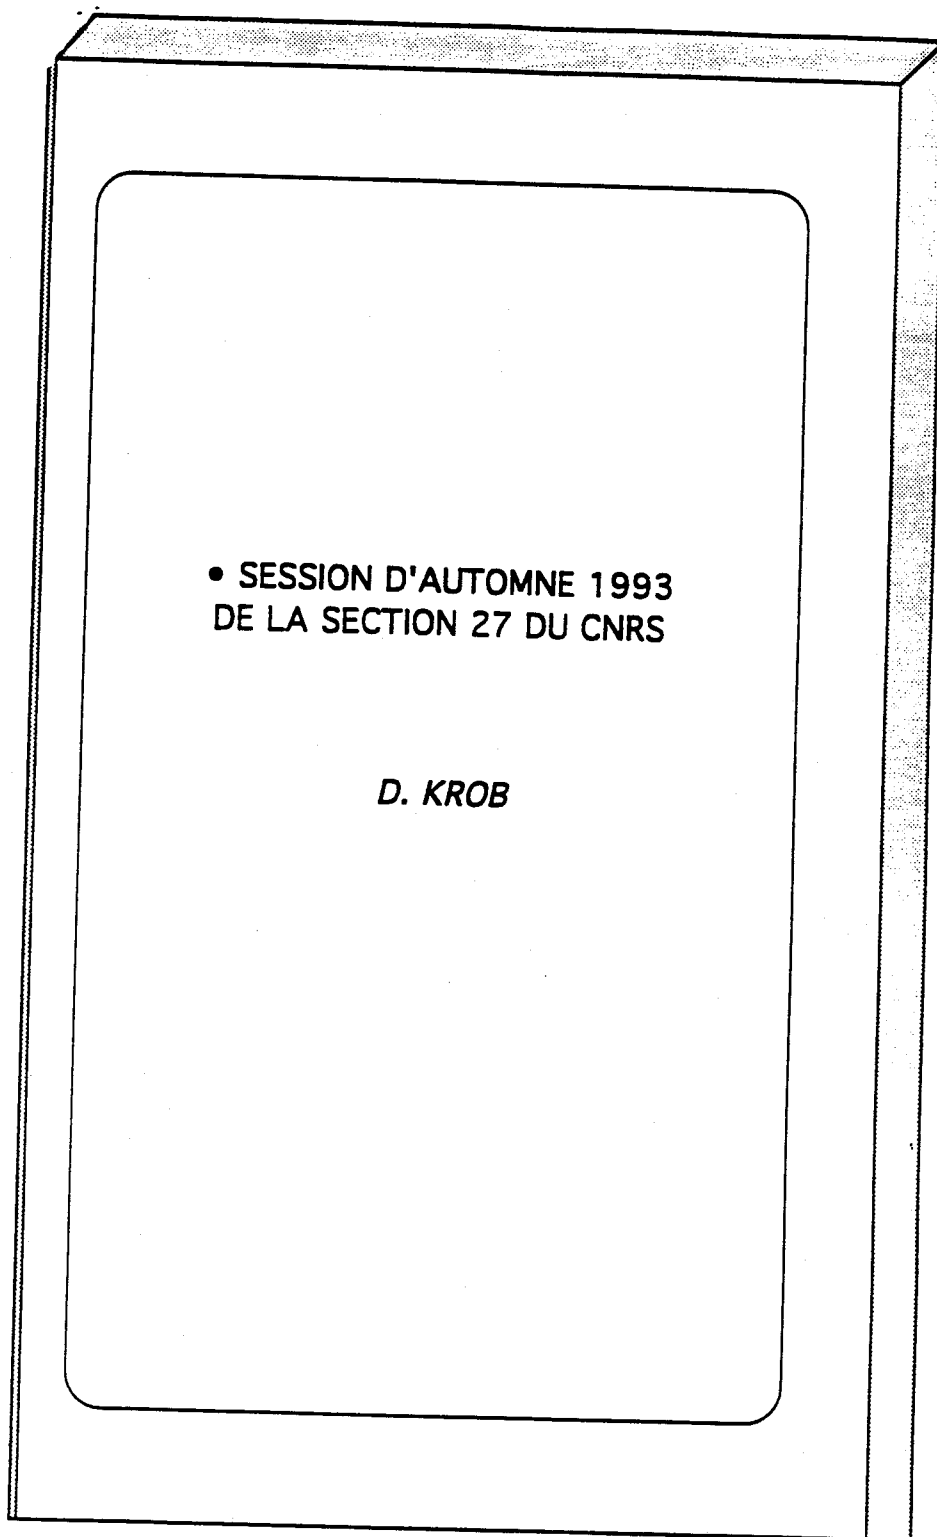 • SESSION D'AUTOMNE 1993
DE LA SECTION 27 DU CNRS
D. KROB